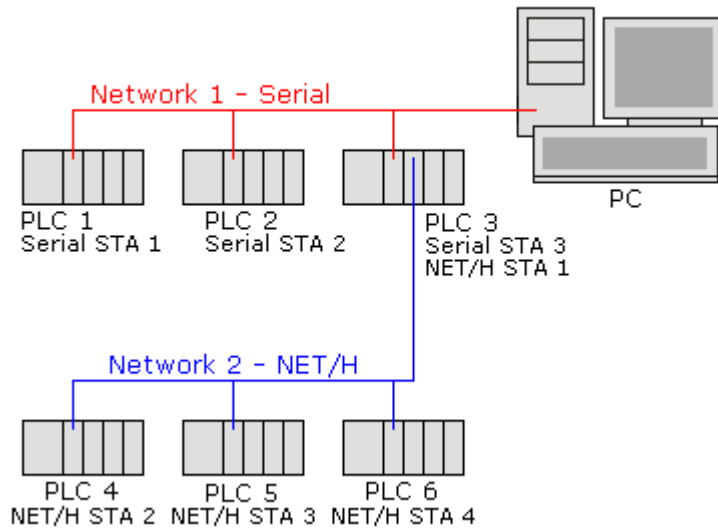 Network 1 - Serial
PC
PLC 1
Serial STA 1
PLC 2
Serial STA 2
PLC 3
Serial STA 3
NET/H STA 1
Network 2 - NET/H
PLC 4
NET/H STA 2
PLC 5
NET/H STA 3
PLC 6
NET/H STA 4